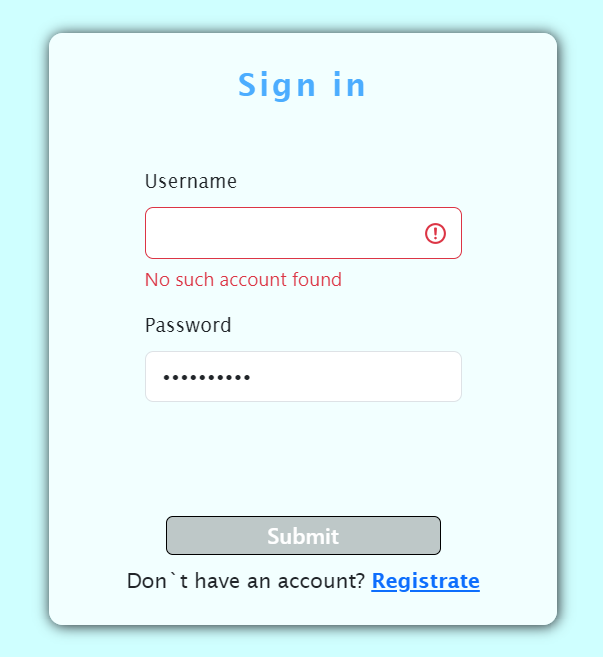 Sign in
Username
No such account found
Password
••••••••••
Submit
Don`t have an account? Registrate